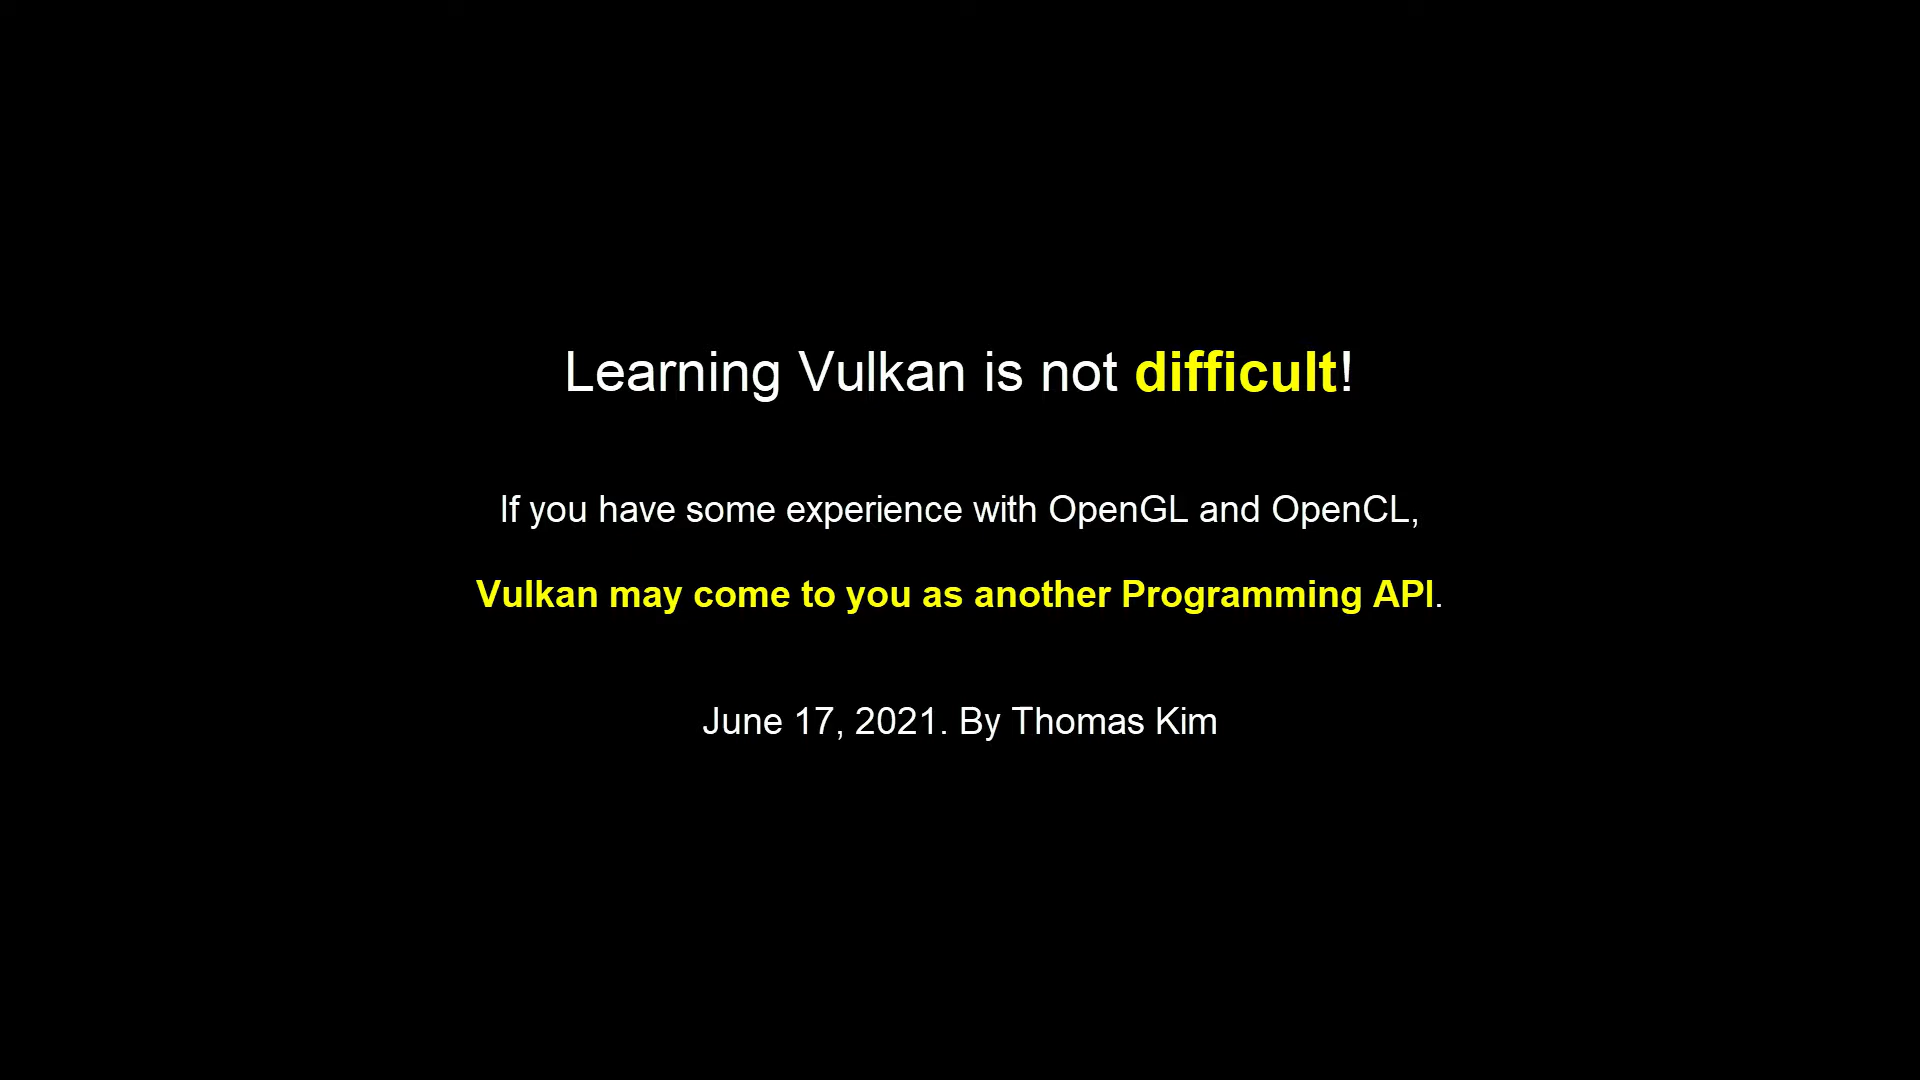 Learning Vulkan is not difficult!
If you have some experience with OpenGL and OpenCL,
Vulkan may come to you as another Programming API.
June 17, 2021. By Thomas Kim